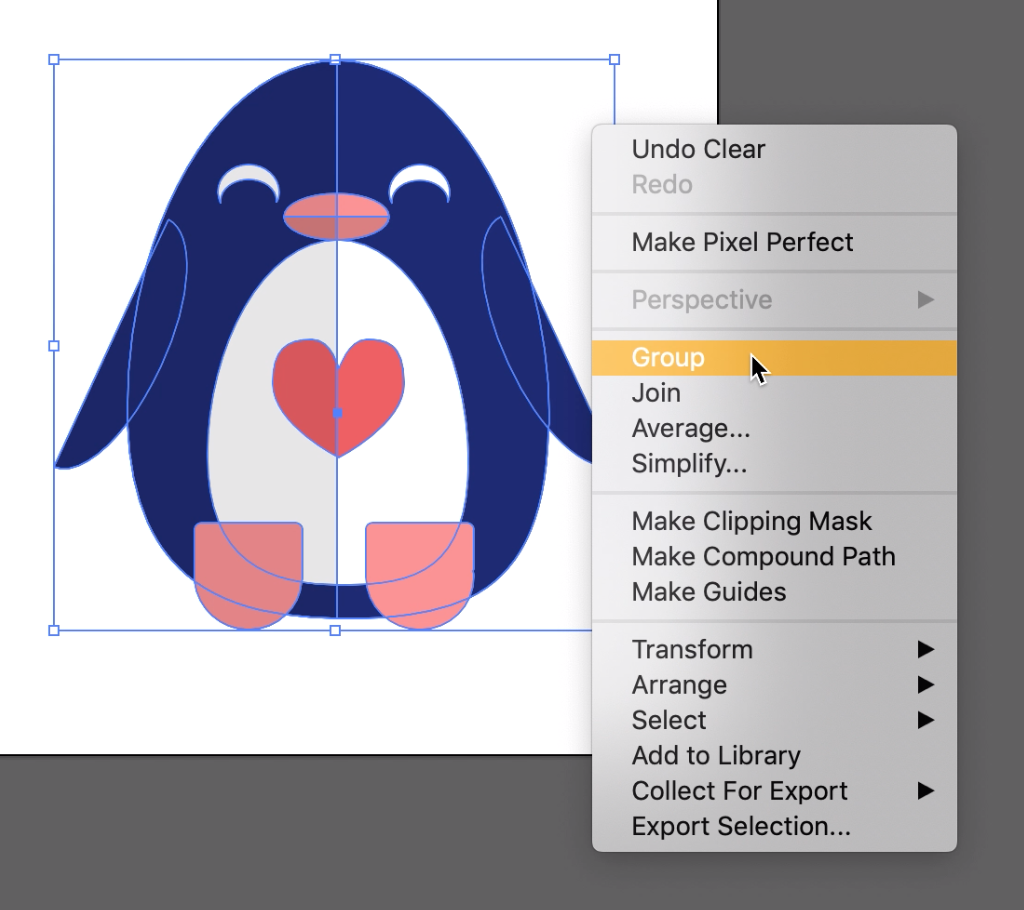 Undo Clear
Redo
Make Pixel Perfect
Perspective
Group
Join
Average...
Simplify...
Make Clipping Mask
Make Compound Path
Make Guides
Transform
Arrange
Select
Add to Library
Collect For Export
Export Selection...